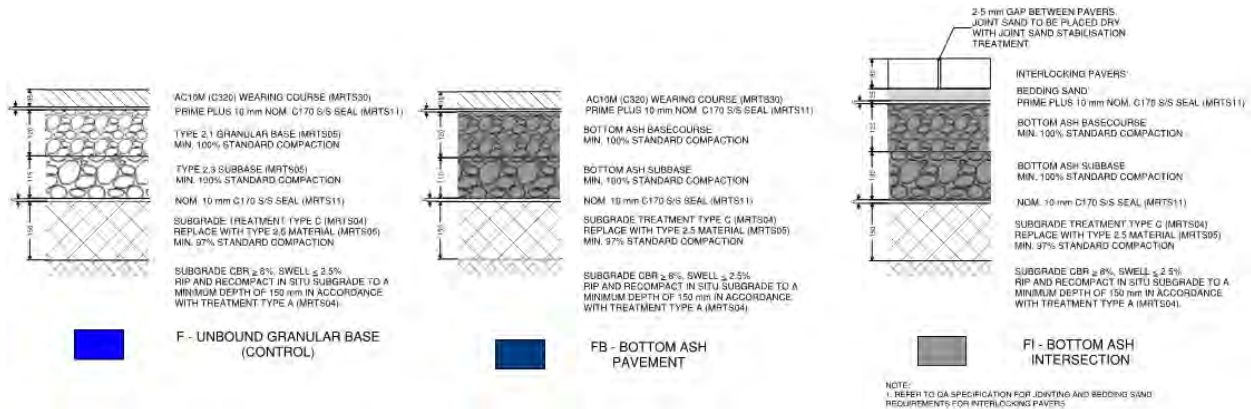 AC10M (C320) WEARING COURSE (MRTS30)
PRIME PLUS 10 mm NOM. C170 S/S SEAL (MRTS11)
TYPE 2.1 GRANULAR BASE (MRTS05)
MIN. 100% STANDARD COMPACTION
TYPE 2.3 SUBBASE (MRTS05)
MIN. 100% STANDARD COMPACTION
NOM. 10 mm C170 S/S SEAL (MRTS11)
SUBGRADE TREATMENT TYPE C (MRTS04)
REPLACE WITH TYPE 2.5 MATERIAL (MRTS05)
MIN. 97% STANDARD COMPACTION
SUBGRADE CBR ≥ 6%, SWELL ≤ 2.5%
RIP AND RECOMPACT IN SITU SUBGRADE TO A
MINIMUM DEPTH OF 150 mm IN ACCORDANCE
WITH TREATMENT TYPE A (MRTS04)
150
F - UNBOUND GRANULAR BASE
(CONTROL)
AC10M (C320) WEARING COURSE (MRTS30)
PRIME PLUS 10 mm NOM. C170 S/S SEAL (MRTS11)
BOTTOM ASH BASECOURSE
MIN. 100% STANDARD COMPACTION
BOTTOM ASH SUBBASE
MIN. 100% STANDARD COMPACTION
NOM. 10 mm C170 S/S SEAL (MRTS11)
SUBGRADE TREATMENT TYPE C (MRTS04)
REPLACE WITH TYPE 2.5 MATERIAL (MRTS05)
MIN. 97% STANDARD COMPACTION
SUBGRADE CBR ≥ 6%, SWELL ≤ 2.5%
RIP AND RECOMPACT IN SITU SUBGRADE TO A
MINIMUM DEPTH OF 150 mm IN ACCORDANCE
WITH TREATMENT TYPE A (MRTS04)
150
FB - BOTTOM ASH
PAVEMENT
2-5 mm GAP BETWEEN PAVERS.
JOINT SAND TO BE PLACED DRY
WITH JOINT SAND STABILISATION
TREATMENT
INTERLOCKING PAVERS
BEDDING SAND
PRIME PLUS 10 mm NOM. C170 S/S SEAL (MRTS11)
BOTTOM ASH BASECOURSE
MIN. 100% STANDARD COMPACTION
BOTTOM ASH SUBBASE
MIN. 100% STANDARD COMPACTION
NOM. 10 mm C170 S/S SEAL (MRTS11)
SUBGRADE TREATMENT TYPE C (MRTS04)
REPLACE WITH TYPE 2.5 MATERIAL (MRTS05)
MIN. 97% STANDARD COMPACTION
SUBGRADE CBR ≥ 6%, SWELL ≤ 2.5%
RIP AND RECOMPACT IN SITU SUBGRADE TO A
MINIMUM DEPTH OF 150 mm IN ACCORDANCE
WITH TREATMENT TYPE A (MRTS04)
150
FI - BOTTOM ASH
INTERSECTION
NOTE:
1. REFER TO QA SPECIFICATION FOR JOINTING AND BEDDING SAND
REQUIREMENTS FOR INTERLOCKING PAVERS